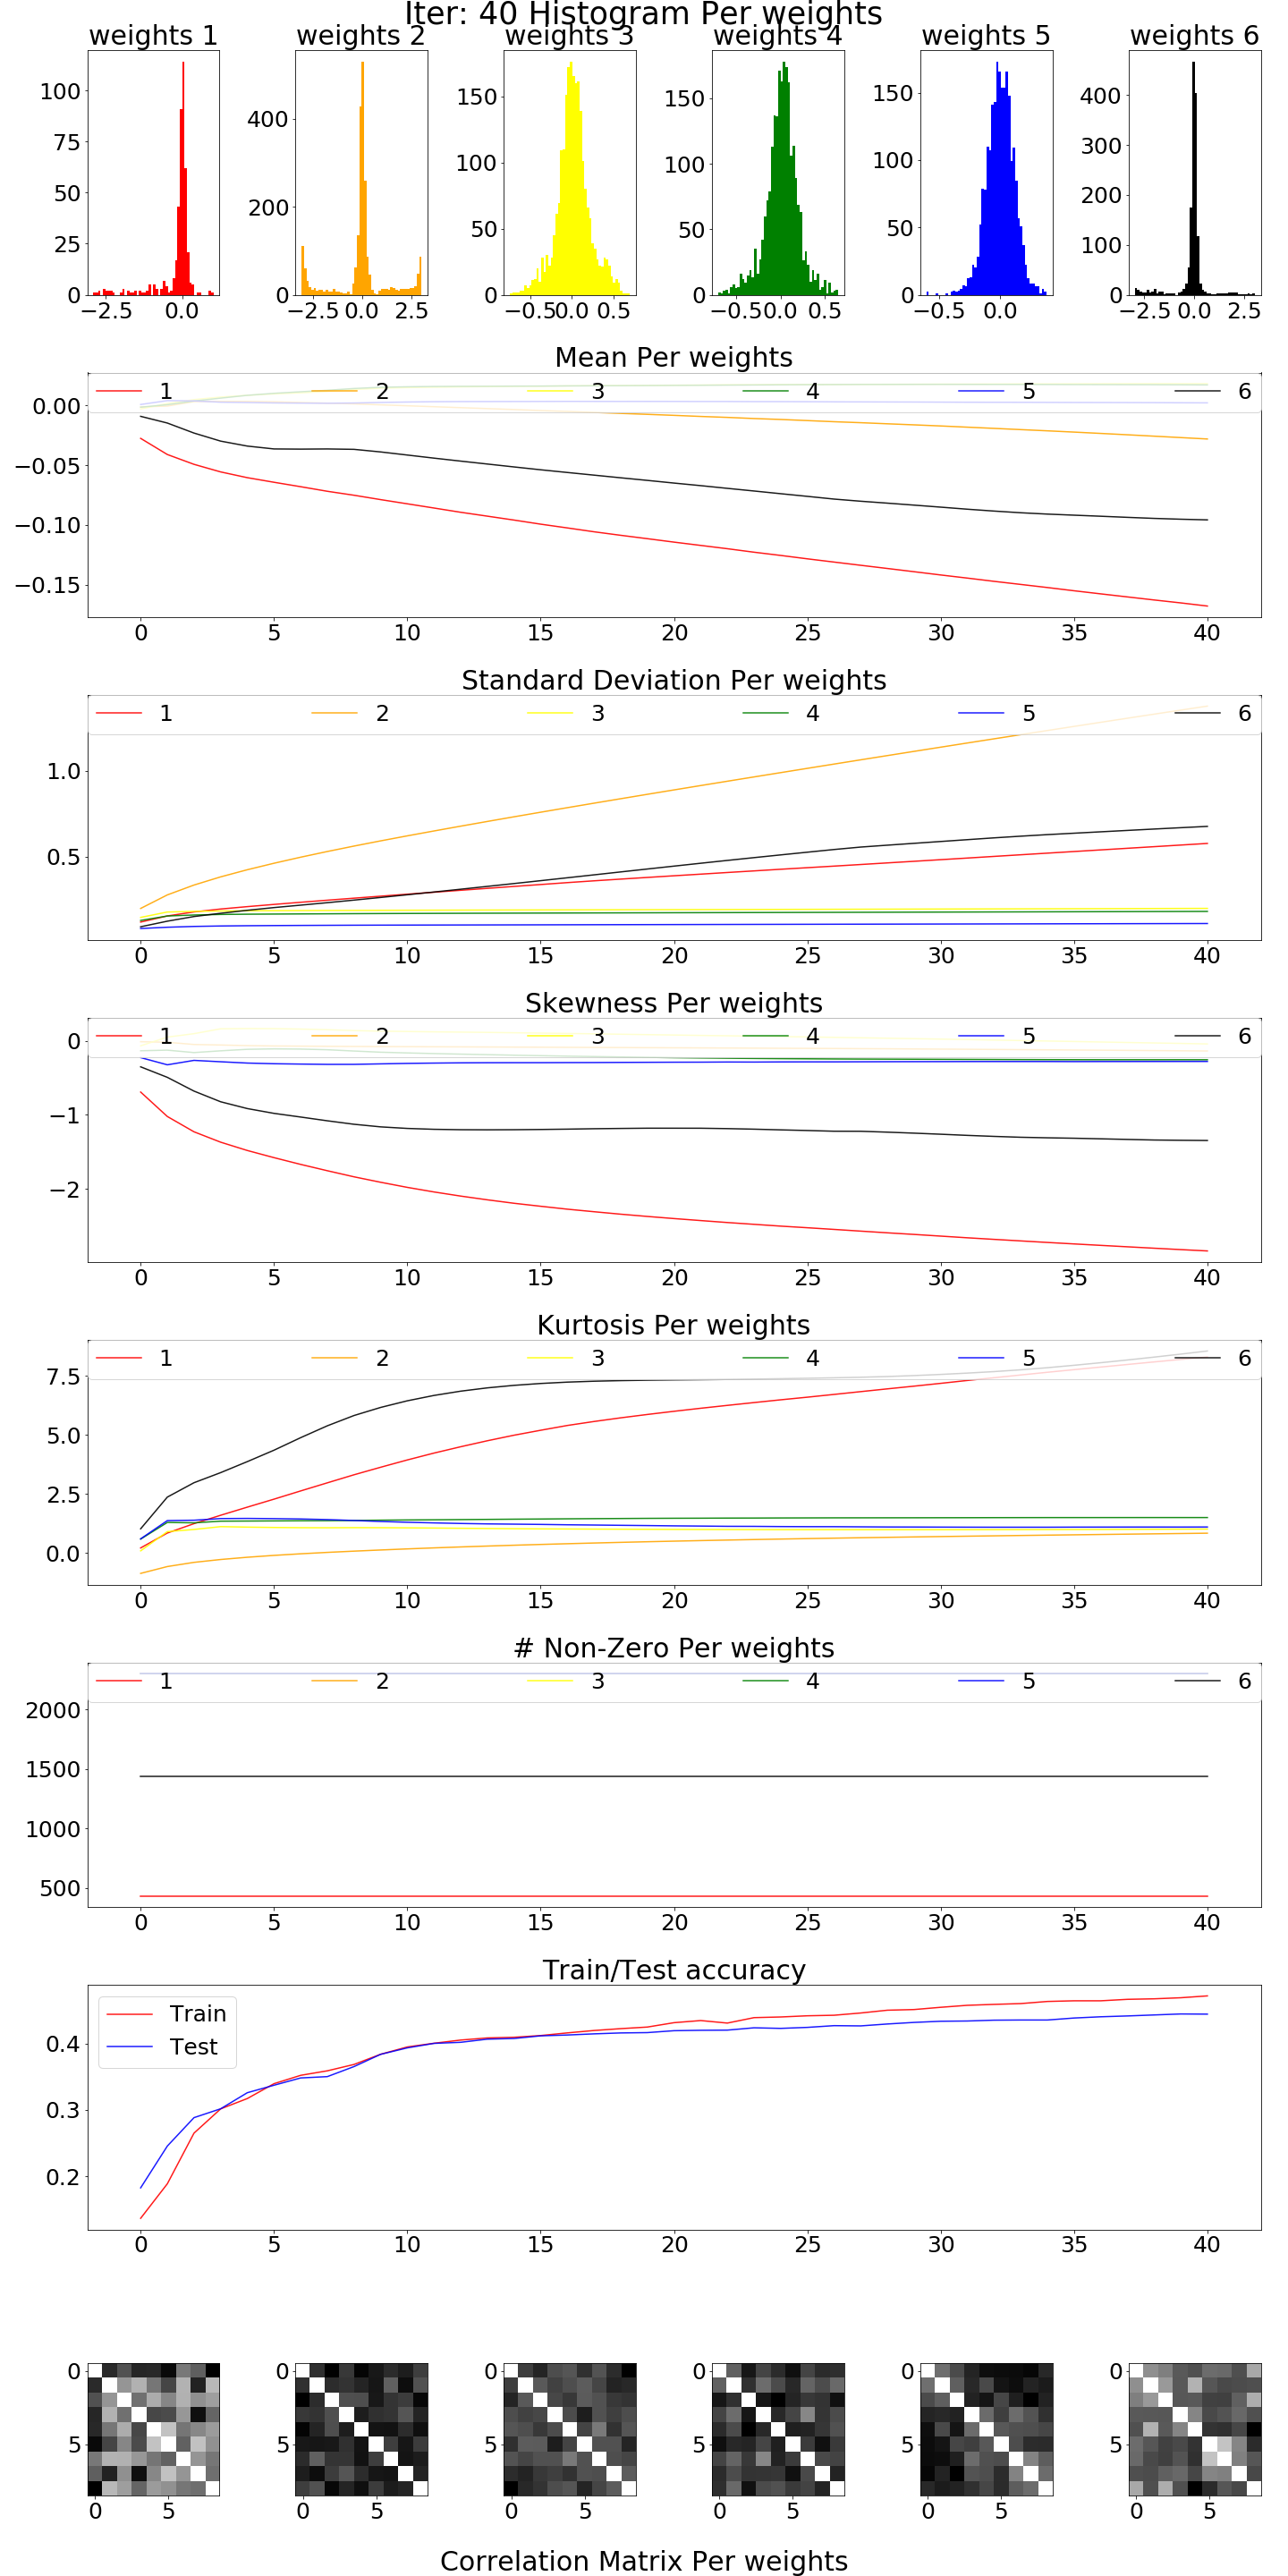 Iter: 40 Histogram Per weights
weights 1 weights 2 weights 3 weights 4 weights 5 weights 6
100
75
50
25
0
−2.5 0.0
400
200
0
−2.5 0.0 2.5
150
100
50
0
−0.5 0.0 0.5
150
100
50
0
−0.5 0.0 0.5
150
100
50
0
−0.5 0.0
400
300
200
100
0
−2.5 0.0 2.5
Mean Per weights
1 2 3 4 5 6
0.00
−0.05
−0.10
−0.15
0 5 10 15 20 25 30 35 40
Standard Deviation Per weights
1 2 3 4 5 6
1.0
0.5
0 5 10 15 20 25 30 35 40
Skewness Per weights
1 2 3 4 5 6
0
−1
−2
0 5 10 15 20 25 30 35 40
Kurtosis Per weights
1 2 3 4 5 6
7.5
5.0
2.5
0.0
0 5 10 15 20 25 30 35 40
# Non-Zero Per weights
1 2 3 4 5 6
2000
1500
1000
500
0 5 10 15 20 25 30 35 40
Train/Test accuracy
Train
Test
0.4
0.3
0.2
0 5 10 15 20 25 30 35 40
0 0 0 0 0 0
5 5 5 5 5 5
0 5 0 5 0 5 0 5 0 5 0 5
Correlation Matrix Per weights